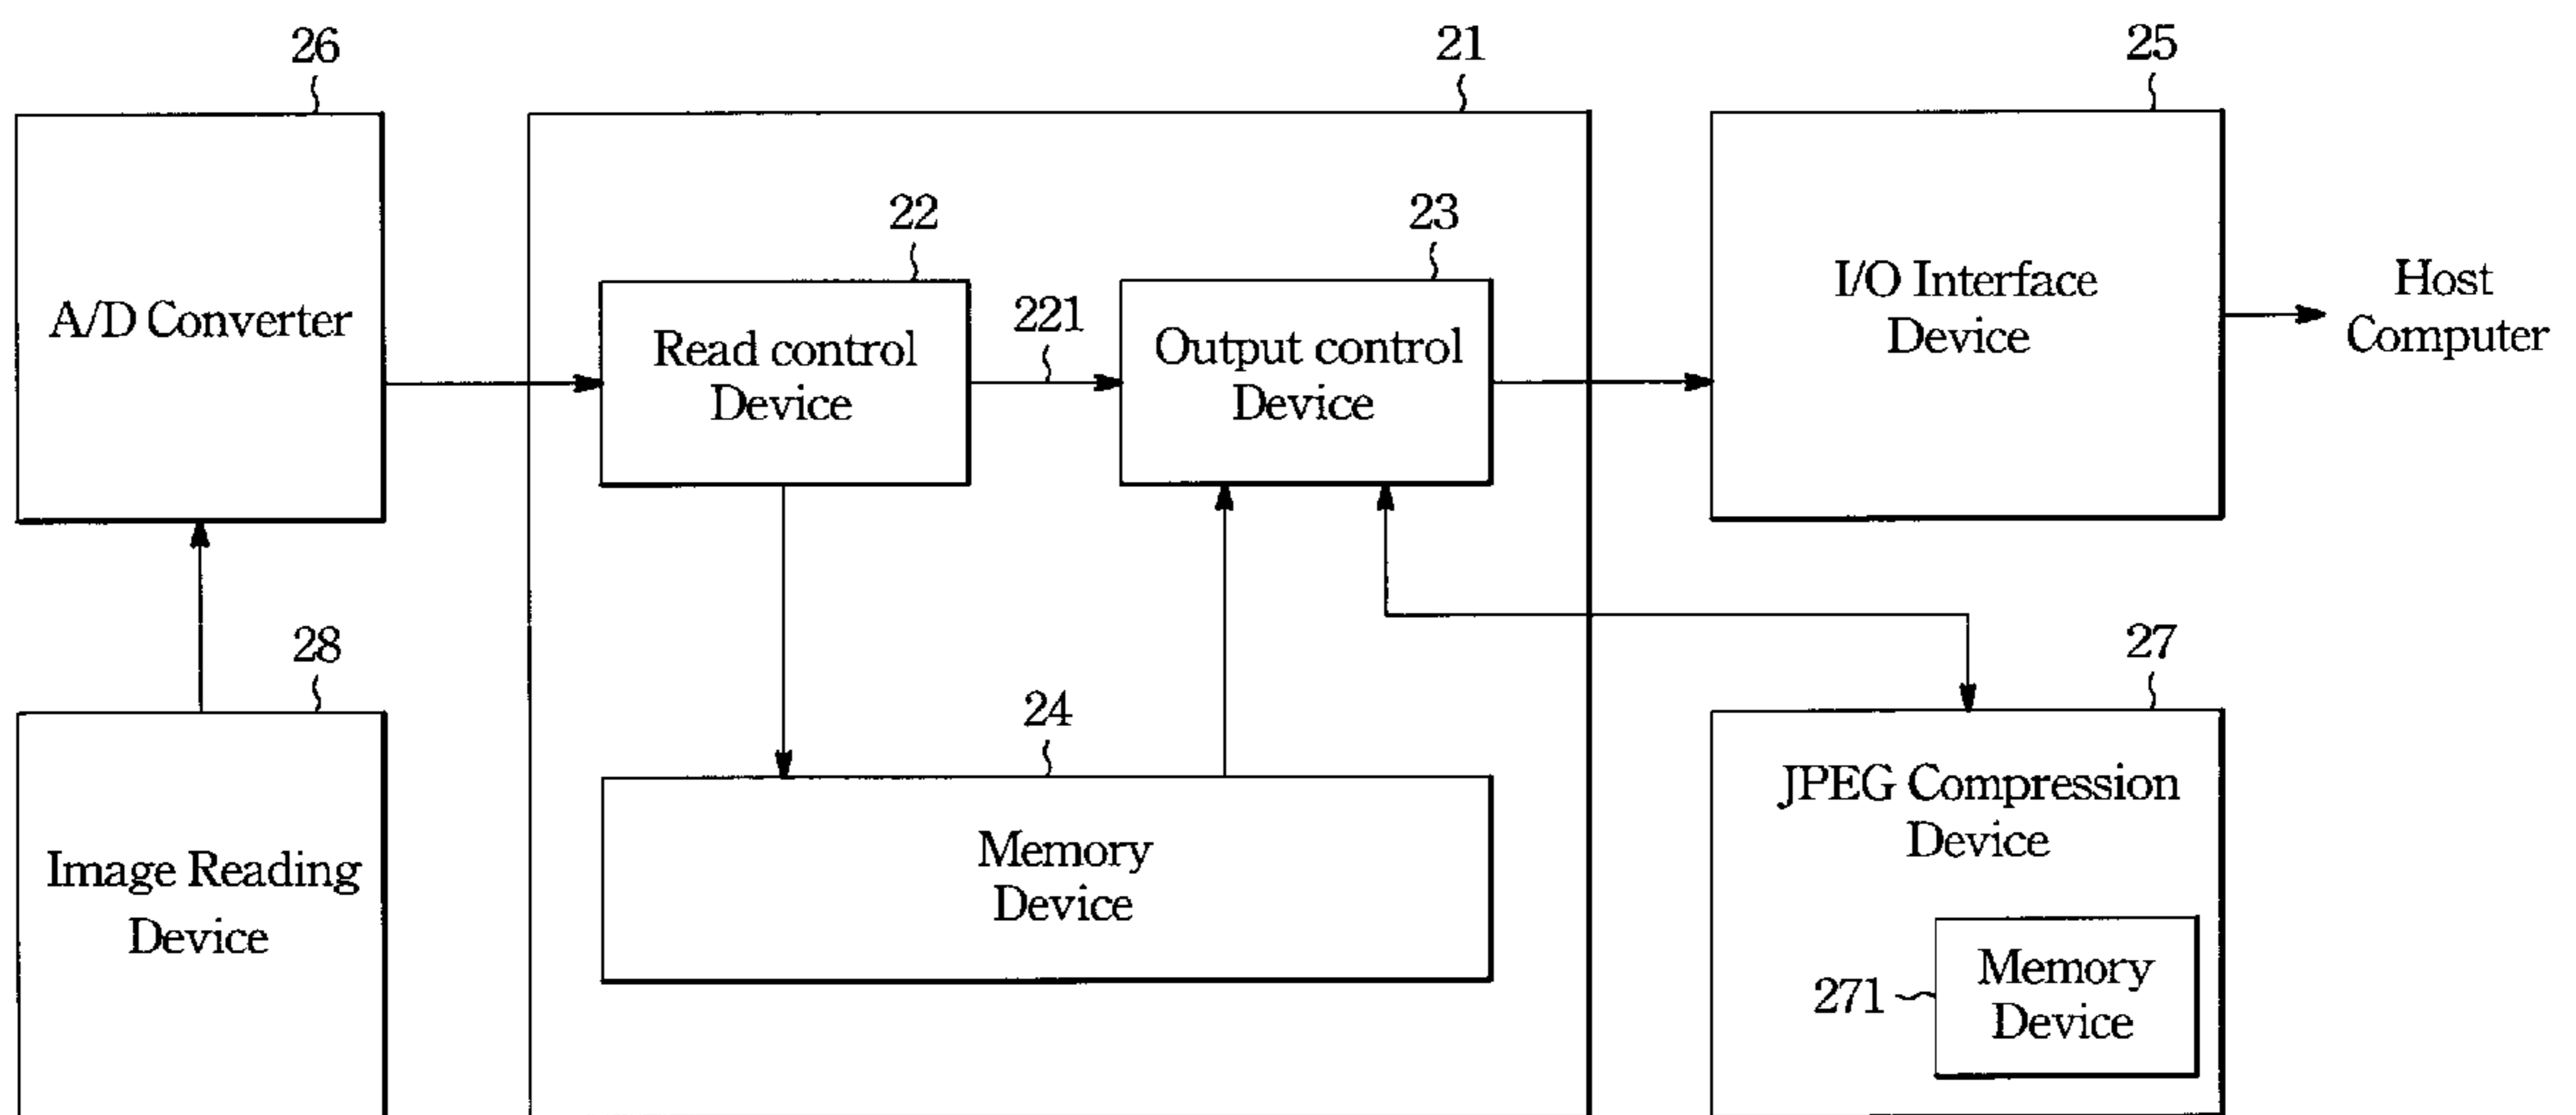 26
21
25
22
23
A/D Converter
221
Read control
Device
Output control
Device
I/O Interface
Device
Host
Computer
28
24
27
Image Reading
Device
Memory
Device
JPEG Compression
Device
271
Memory
Device